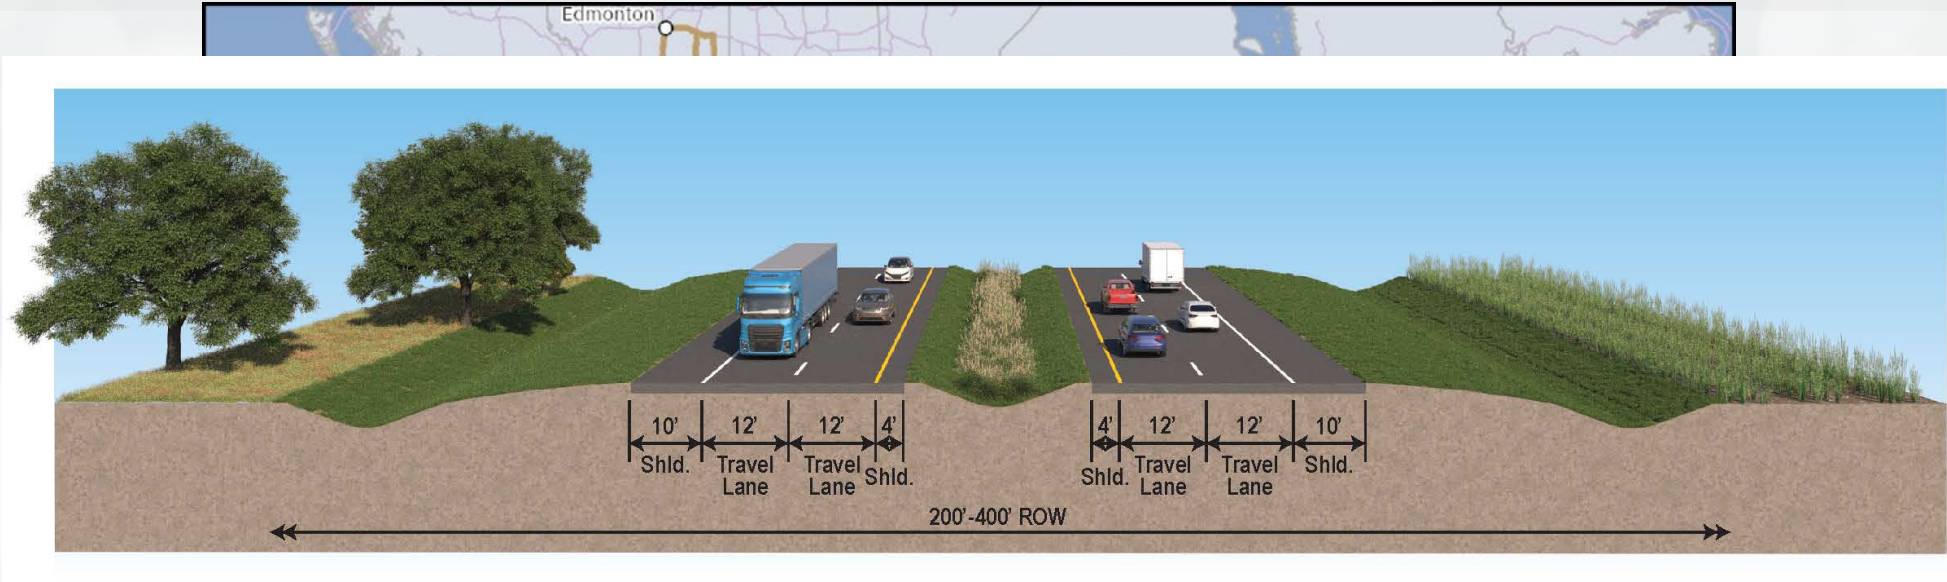 Edmonton
10' 12' 12' 4' 4' 12' 12' 10'
Shld. Travel Lane Travel Lane Shld. Shld. Travel Lane Travel Lane Shld.
200'-400' ROW